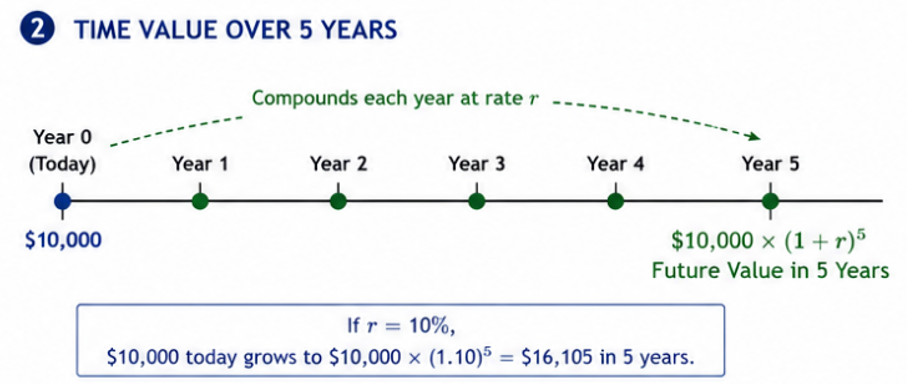 2 TIME VALUE OVER 5 YEARS
Compounds each year at rate r
Year 0
(Today)
Year 1
Year 2
Year 3
Year 4
Year 5
$10,000
$10,000 × (1 + r)⁵
Future Value in 5 Years
If r = 10%,
$10,000 today grows to $10,000 × (1.10)⁵ = $16,105 in 5 years.